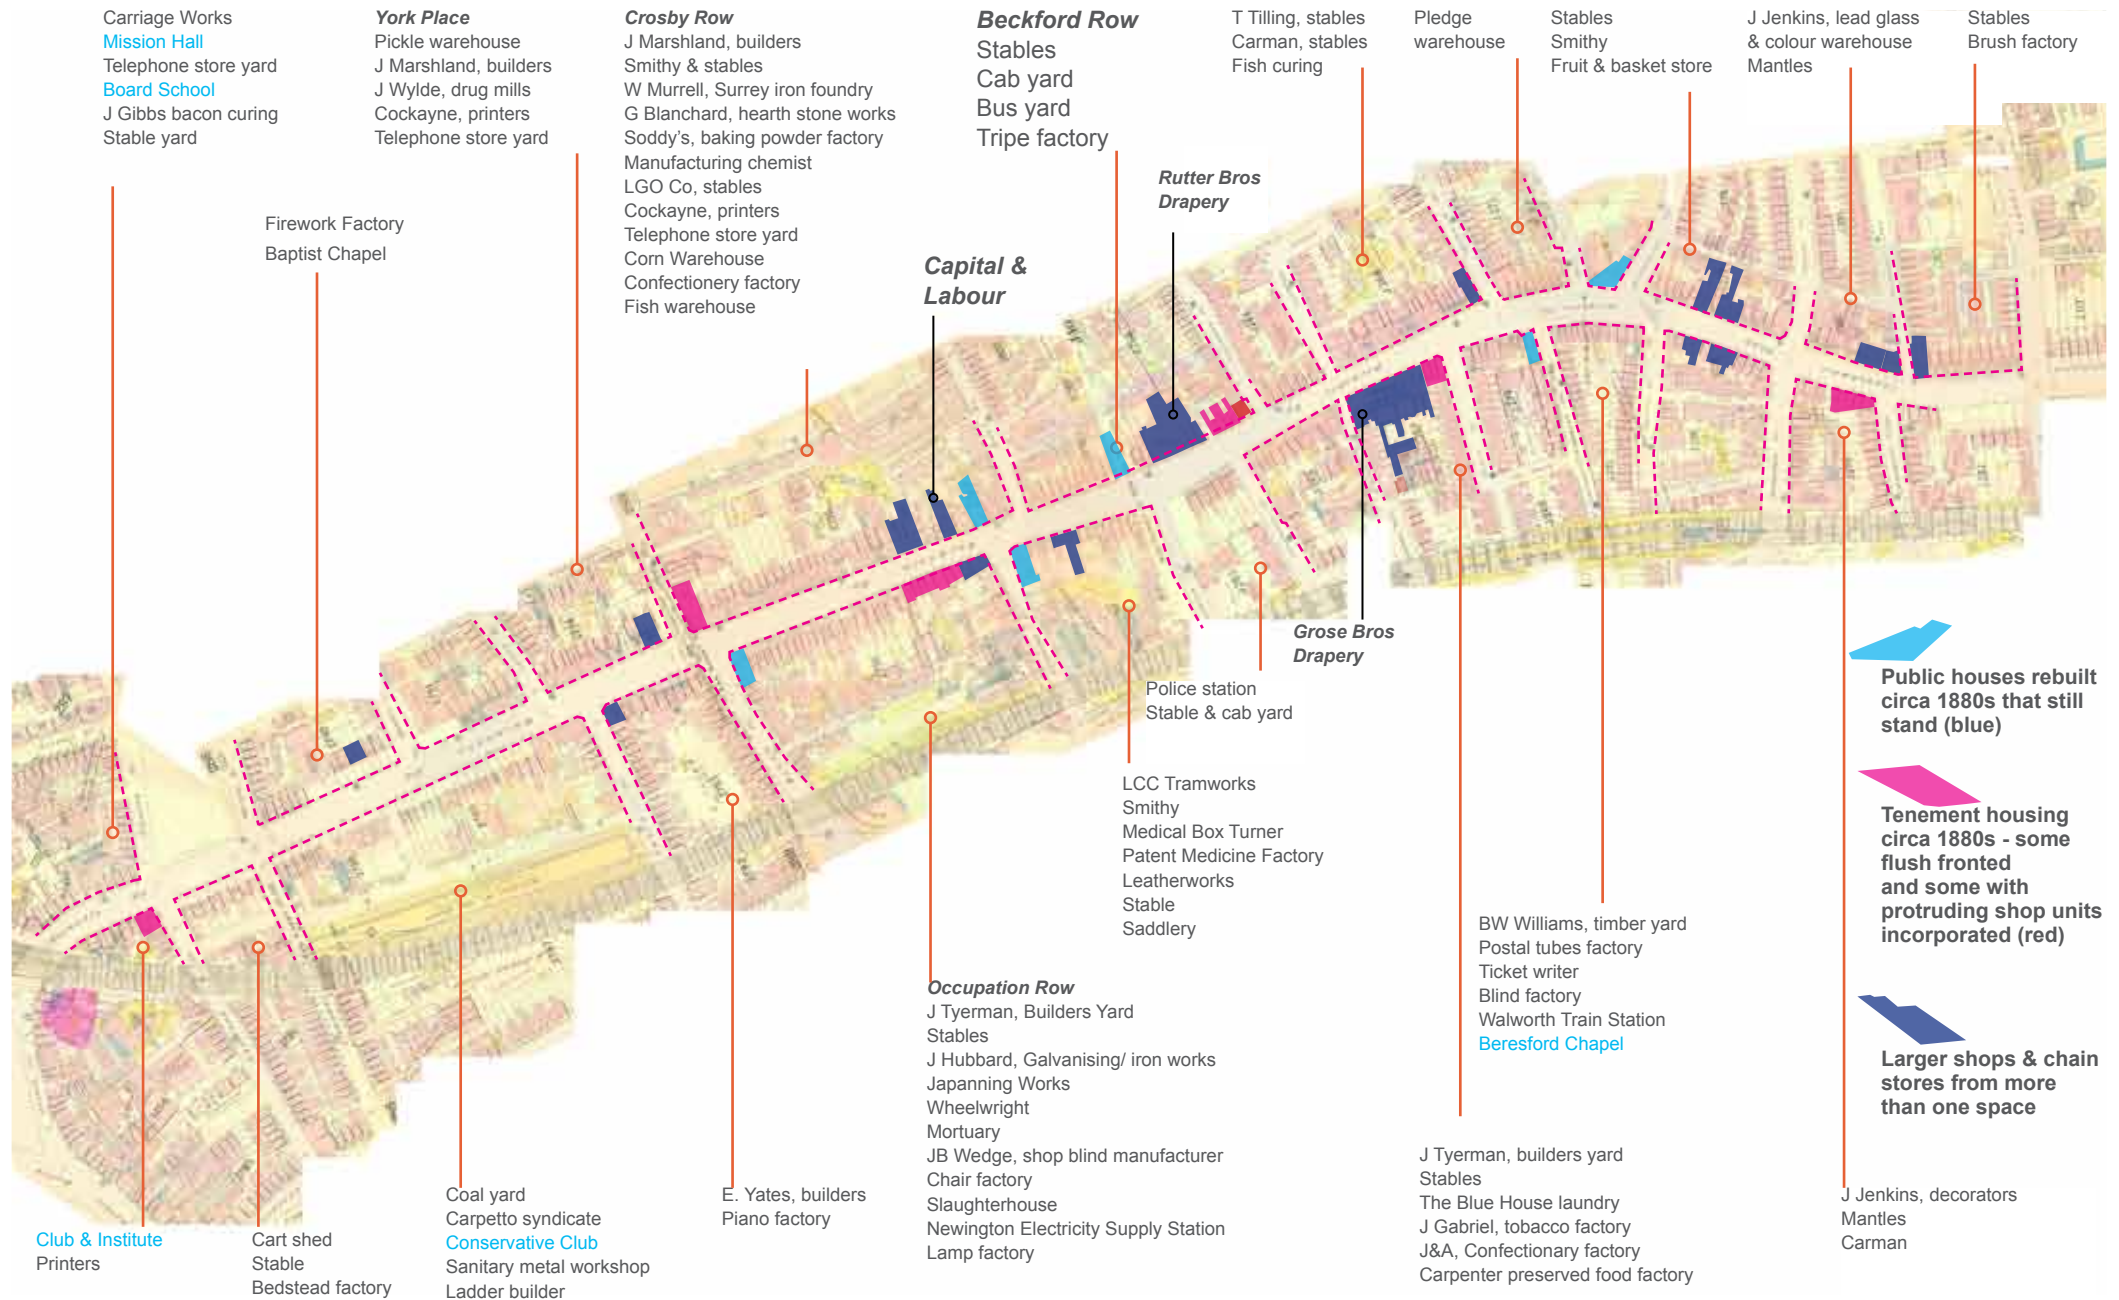 Carriage Works
Mission Hall
Telephone store yard
Board School
J Gibbs bacon curing
Stable yard
York Place
Pickle warehouse
J Marshland, builders
J Wylde, drug mills
Cockayne, printers
Telephone store yard
Crosby Row
J Marshland, builders
Smithy & stables
W Murrell, Surrey iron foundry
G Blanchard, hearth stone works
Soddy's, baking powder factory
Manufacturing chemist
LGO Co, stables
Cockayne, printers
Telephone store yard
Corn Warehouse
Confectionery factory
Fish warehouse
Beckford Row
Stables
Cab yard
Bus yard
Tripe factory
T Tilling, stables
Carman, stables
Fish curing
Pledge
warehouse
Stables
Smithy
Fruit & basket store
J Jenkins, lead glass
& colour warehouse
Mantles
Stables
Brush factory
Firework Factory
Baptist Chapel
Capital &
Labour
Rutter Bros
Drapery
Grose Bros
Drapery
Police station
Stable & cab yard
LCC Tramworks
Smithy
Medical Box Turner
Patent Medicine Factory
Leatherworks
Stable
Saddlery
Public houses rebuilt
circa 1880s that still
stand (blue)
Tenement housing
circa 1880s - some
flush fronted
and some with
protruding shop units
incorporated (red)
Larger shops & chain
stores from more
than one space
BW Williams, timber yard
Postal tubes factory
Ticket writer
Blind factory
Walworth Train Station
Beresford Chapel
Occupation Row
J Tyerman, Builders Yard
Stables
J Hubbard, Galvanising/ iron works
Japanning Works
Wheelwright
Mortuary
JB Wedge, shop blind manufacturer
Chair factory
Slaughterhouse
Newington Electricity Supply Station
Lamp factory
J Tyerman, builders yard
Stables
The Blue House laundry
J Gabriel, tobacco factory
J&A, Confectionary factory
Carpenter preserved food factory
J Jenkins, decorators
Mantles
Carman
Club & Institute
Printers
Cart shed
Stable
Bedstead factory
Coal yard
Carpetto syndicate
Conservative Club
Sanitary metal workshop
Ladder builder
E. Yates, builders
Piano factory